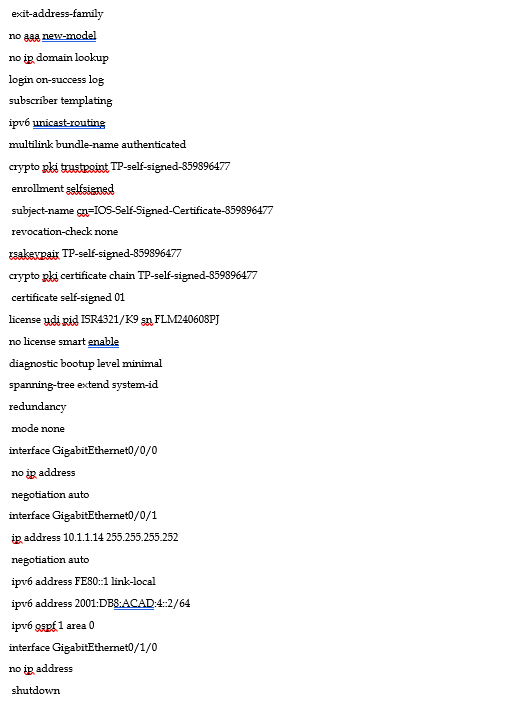 exit-address-family
no aaa new-model
no ip domain lookup
login on-success log
subscriber templating
ipv6 unicast-routing
multilink bundle-name authenticated
crypto pki trustpoint TP-self-signed-859896477
enrollment selfsigned
subject-name cn=IOS-Self-Signed-Certificate-859896477
revocation-check none
rsakeypair TP-self-signed-859896477
crypto pki certificate chain TP-self-signed-859896477
certificate self-signed 01
license udi pid ISR4321/K9 sn FLM240608PJ
no license smart enable
diagnostic bootup level minimal
spanning-tree extend system-id
redundancy
mode none
interface GigabitEthernet0/0/0
no ip address
negotiation auto
interface GigabitEthernet0/0/1
ip address 10.1.1.14 255.255.255.252
negotiation auto
ipv6 address FE80::1 link-local
ipv6 address 2001:DB8:ACAD:4::2/64
ipv6 ospf 1 area 0
interface GigabitEthernet0/1/0
no ip address
shutdown